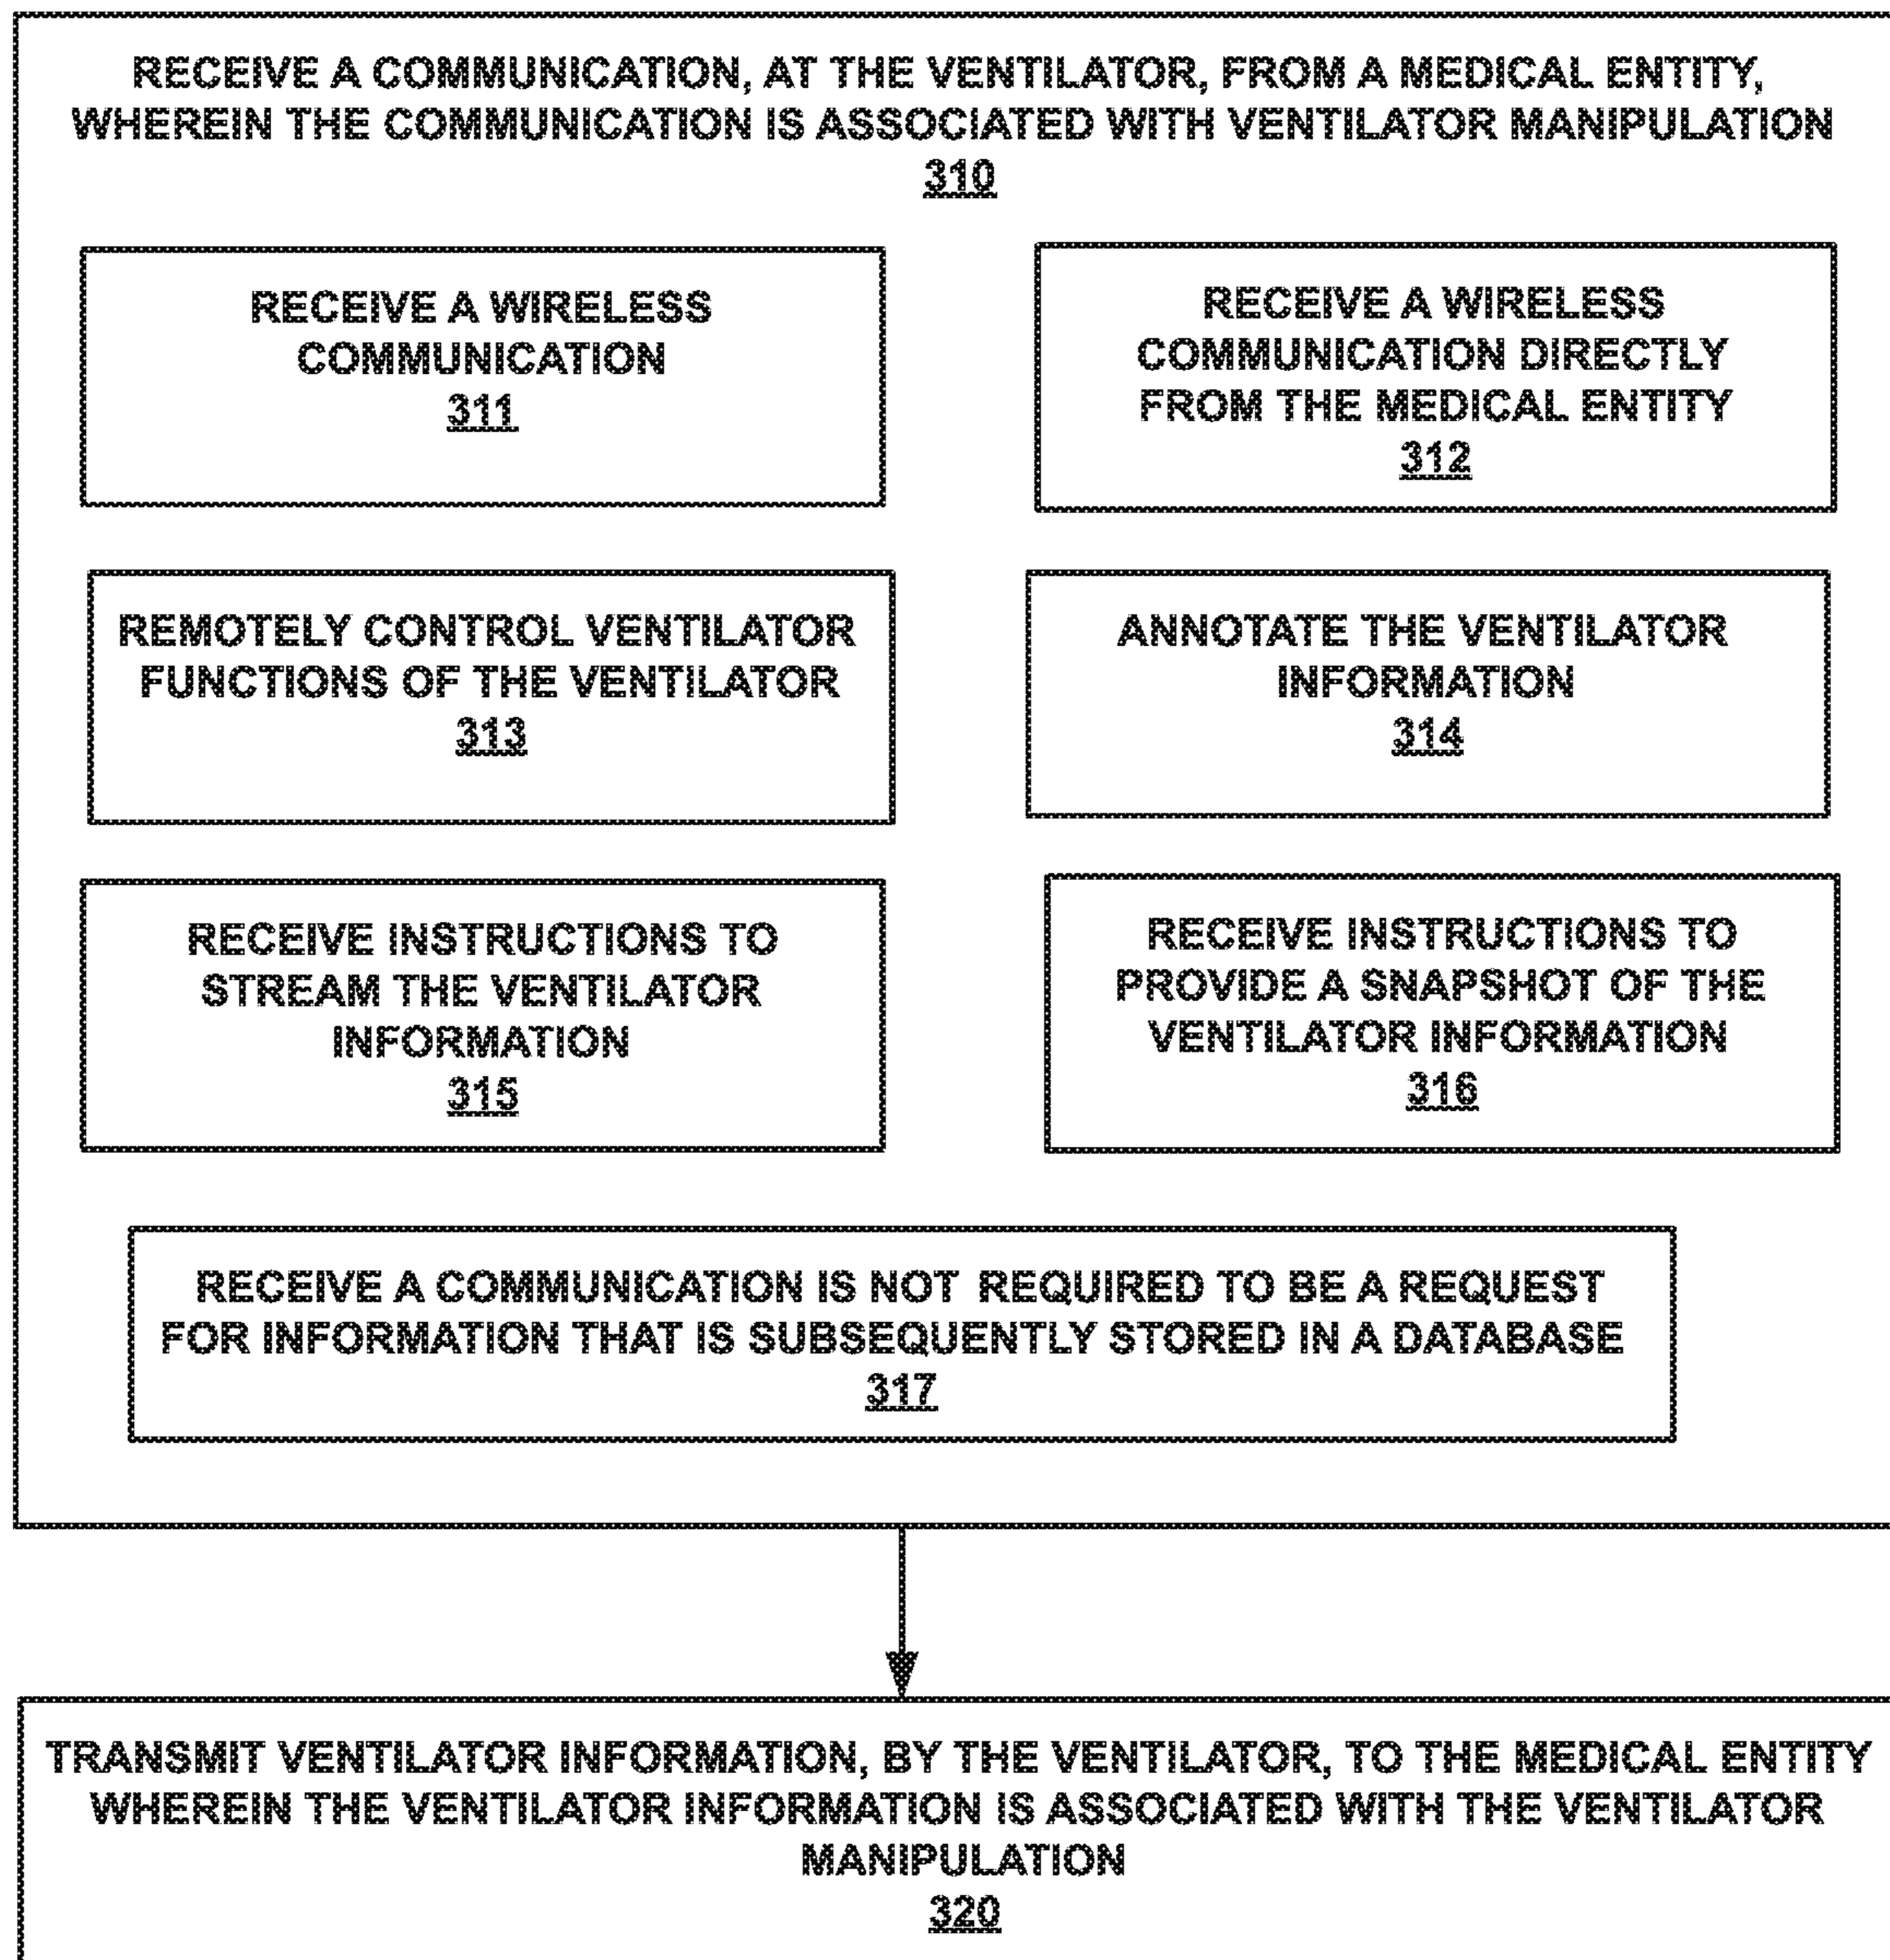 RECEIVE A COMMUNICATION, AT THE VENTILATOR, FROM A MEDICAL ENTITY,
WHEREIN THE COMMUNICATION IS ASSOCIATED WITH VENTILATOR MANIPULATION
310
RECEIVE A WIRELESS
COMMUNICATION
311
RECEIVE A WIRELESS
COMMUNICATION DIRECTLY
FROM THE MEDICAL ENTITY
312
REMOTELY CONTROL VENTILATOR
FUNCTIONS OF THE VENTILATOR
313
ANNOTATE THE VENTILATOR
INFORMATION
314
RECEIVE INSTRUCTIONS TO
STREAM THE VENTILATOR
INFORMATION
315
RECEIVE INSTRUCTIONS TO
PROVIDE A SNAPSHOT OF THE
VENTILATOR INFORMATION
316
RECEIVE A COMMUNICATION IS NOT REQUIRED TO BE A REQUEST
FOR INFORMATION THAT IS SUBSEQUENTLY STORED IN A DATABASE
317
TRANSMIT VENTILATOR INFORMATION, BY THE VENTILATOR, TO THE MEDICAL ENTITY
WHEREIN THE VENTILATOR INFORMATION IS ASSOCIATED WITH THE VENTILATOR
MANIPULATION
320